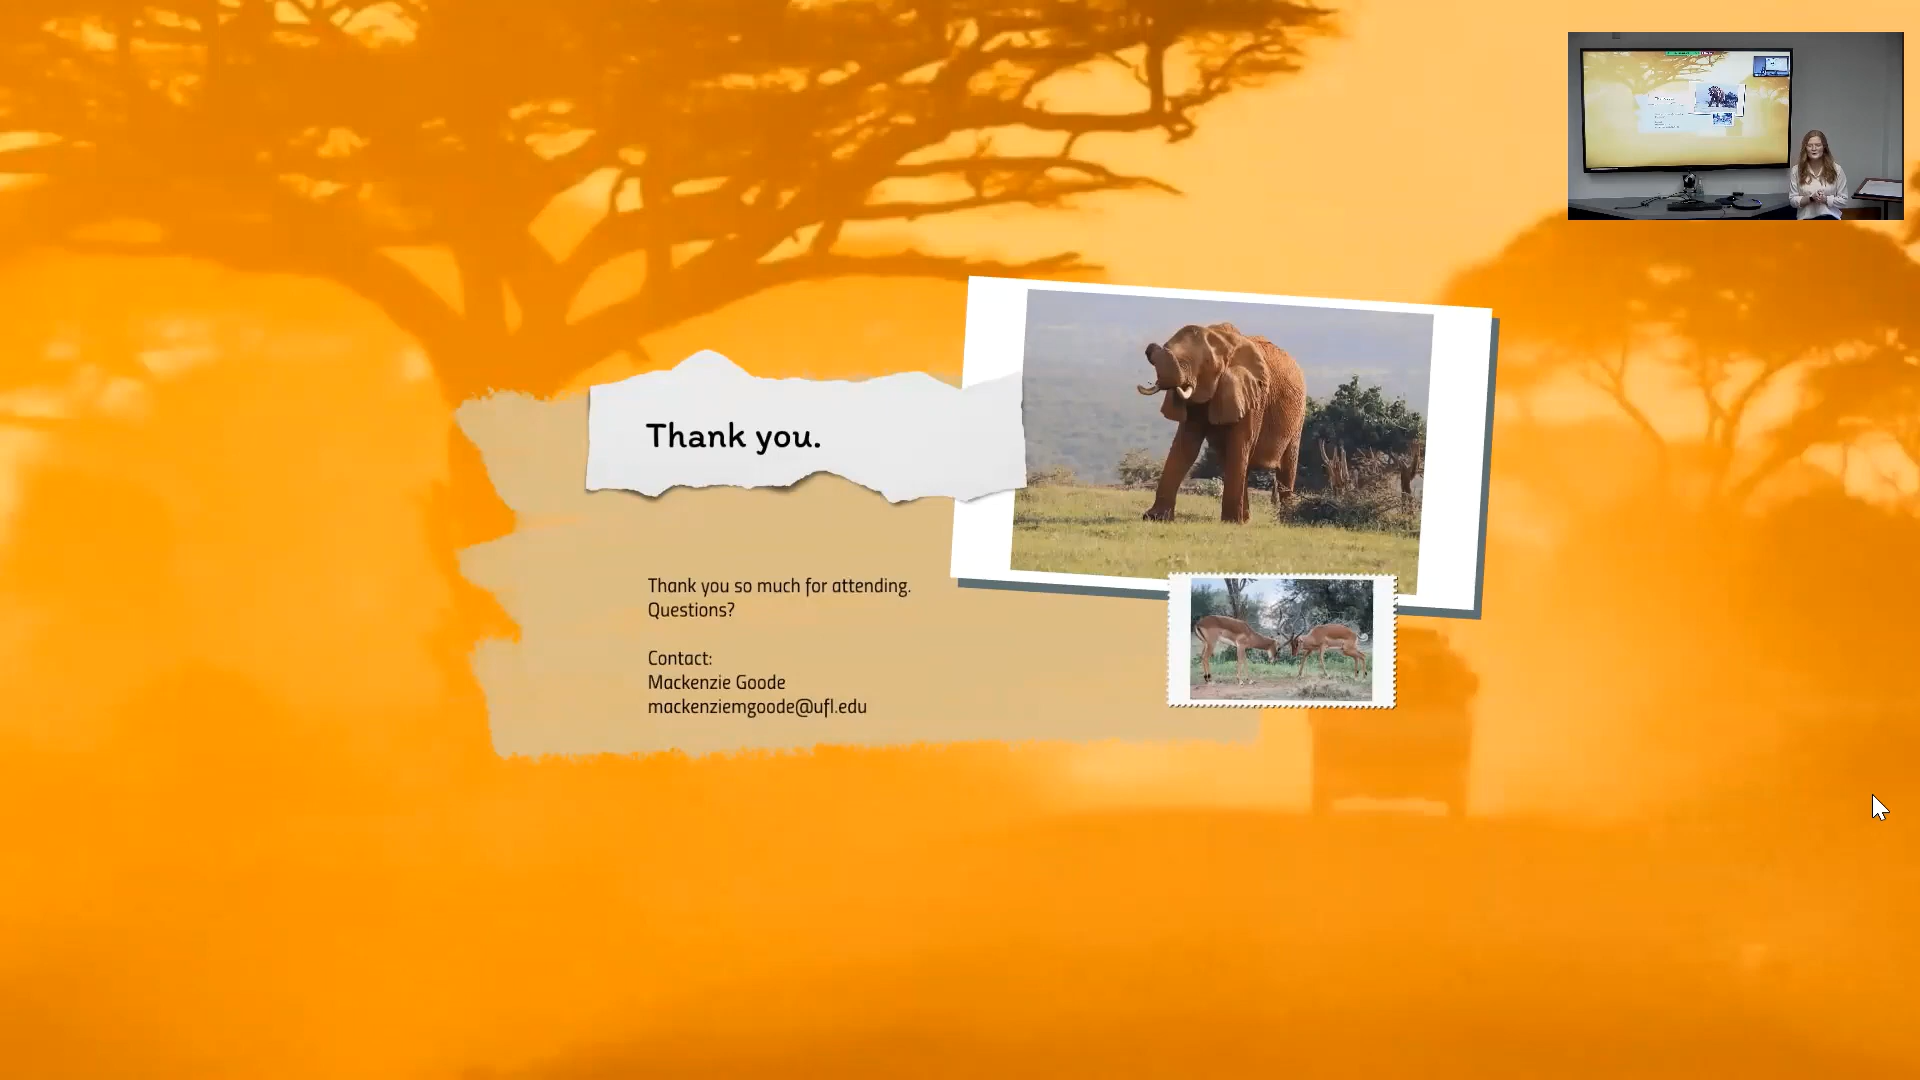 Thank you.
Thank you so much for attending.
Questions?
Contact:
Mackenzie Goode
mackenziemgoode@ufl.edu